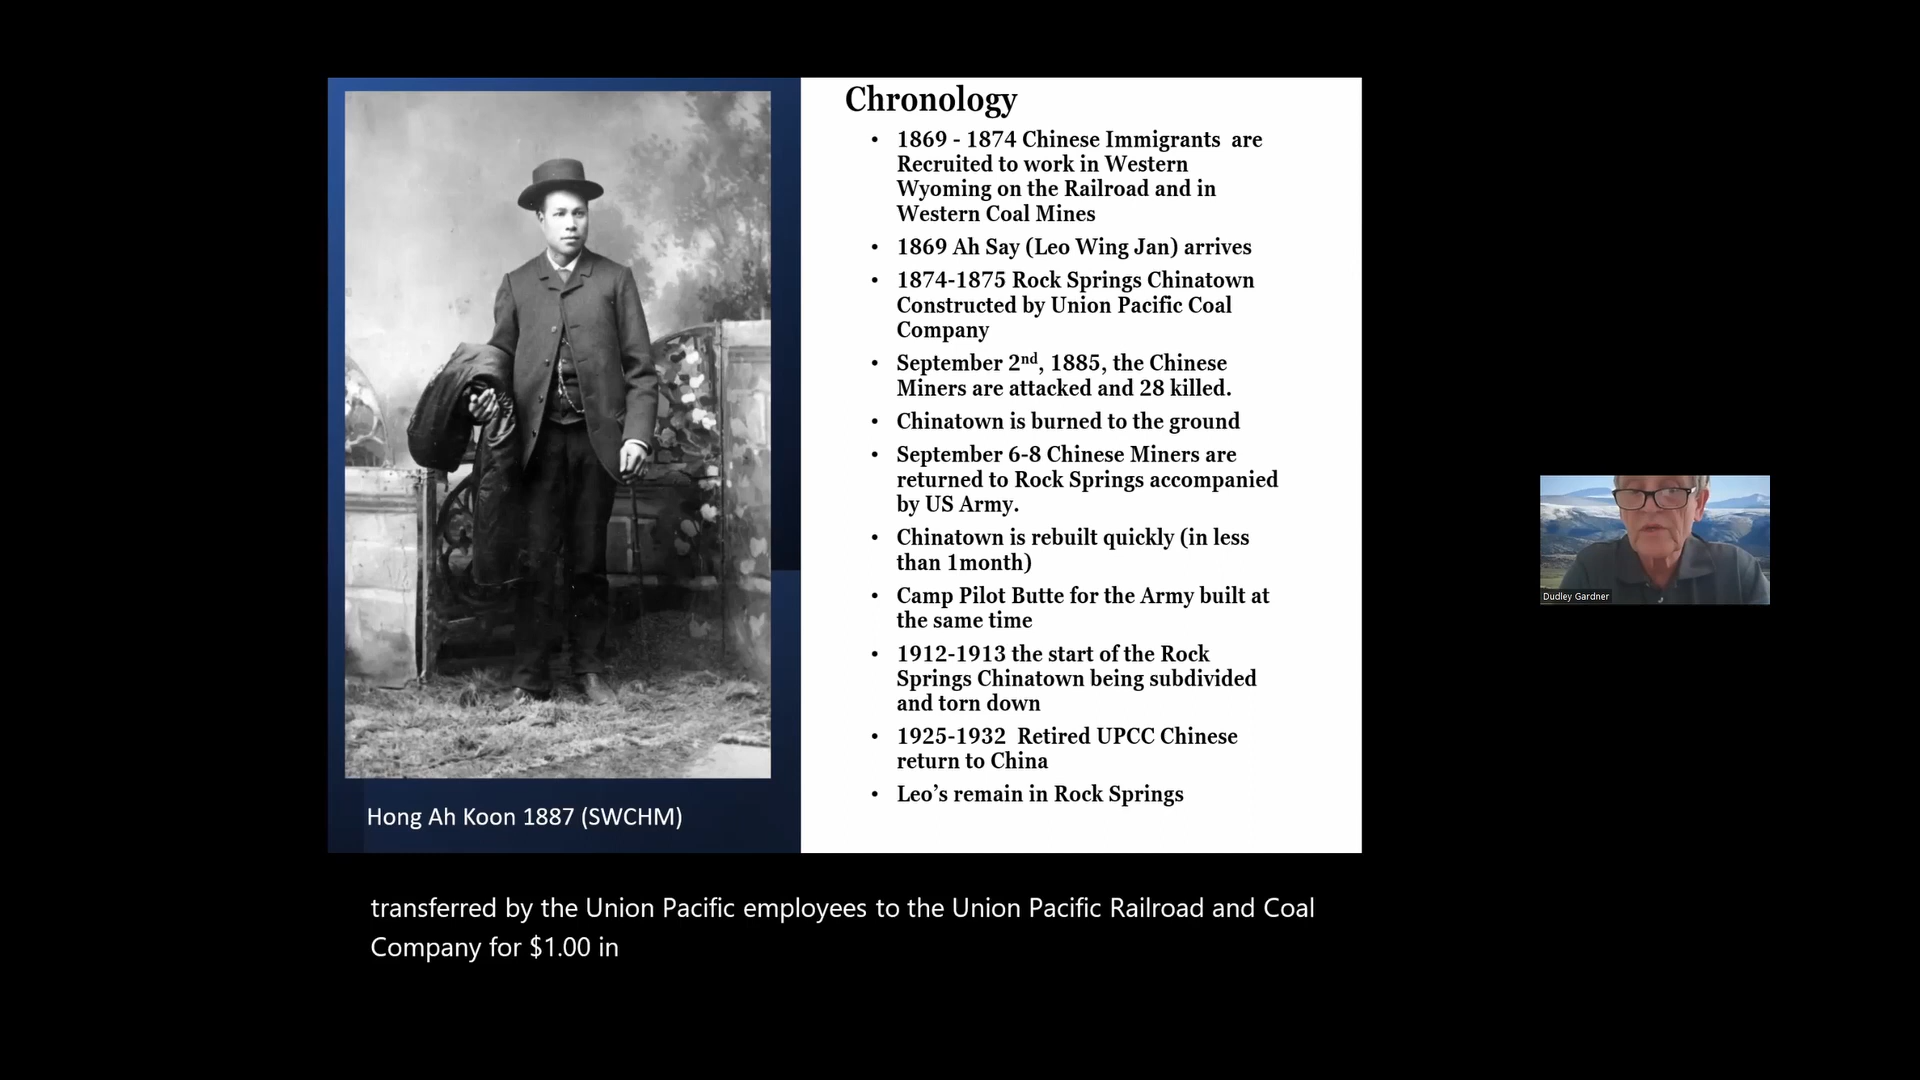 Chronology
• 1869 - 1874 Chinese Immigrants are
Recruited to work in Western
Wyoming on the Railroad and in
Western Coal Mines
• 1869 Ah Say (Leo Wing Jan) arrives
• 1874-1875 Rock Springs Chinatown
Constructed by Union Pacific Coal
Company
• September 2nd, 1885, the Chinese
Miners are attacked and 28 killed.
• Chinatown is burned to the ground
• September 6-8 Chinese Miners are
returned to Rock Springs accompanied
by US Army.
• Chinatown is rebuilt quickly (in less
than 1month)
• Camp Pilot Butte for the Army built at
the same time
• 1912-1913 the start of the Rock
Springs Chinatown being subdivided
and torn down
• 1925-1932 Retired UPCC Chinese
return to China
• Leo's remain in Rock Springs
Hong Ah Koon 1887 (SWCHM)
Dudley Gardner
transferred by the Union Pacific employees to the Union Pacific Railroad and Coal
Company for $1.00 in